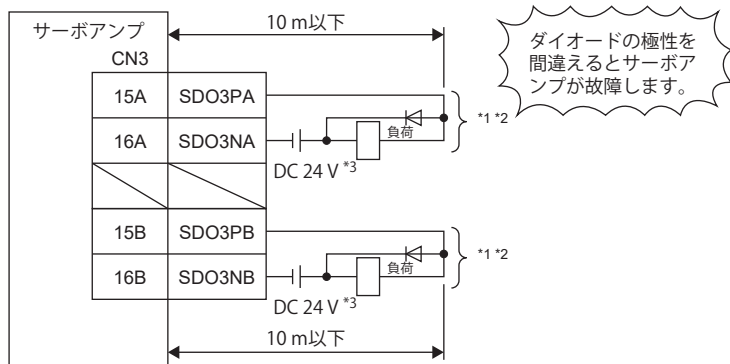 サーボアンプ
10 m以下
CN3
ダイオードの極性を
間違えるとサーボア
ンプが故障します。
15A SDO3PA
*1 *2
16A SDO3NA
負荷
DC 24 V *3
15B SDO3PB
*1 *2
16B SDO3NB
負荷
DC 24 V *3
10 m以下